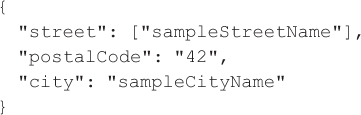 {
  "street": ["sampleStreetName"],
  "postalCode": "42",
  "city": "sampleCityName"
}